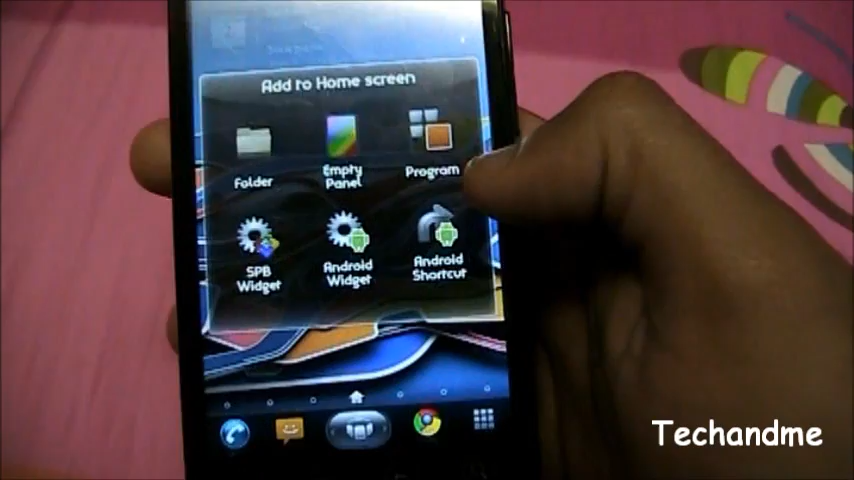 Add to Home screen
Folder
Empty
Panel
Program
SPB
Widget
Android
Widget
Android
Shortcut
Techandme